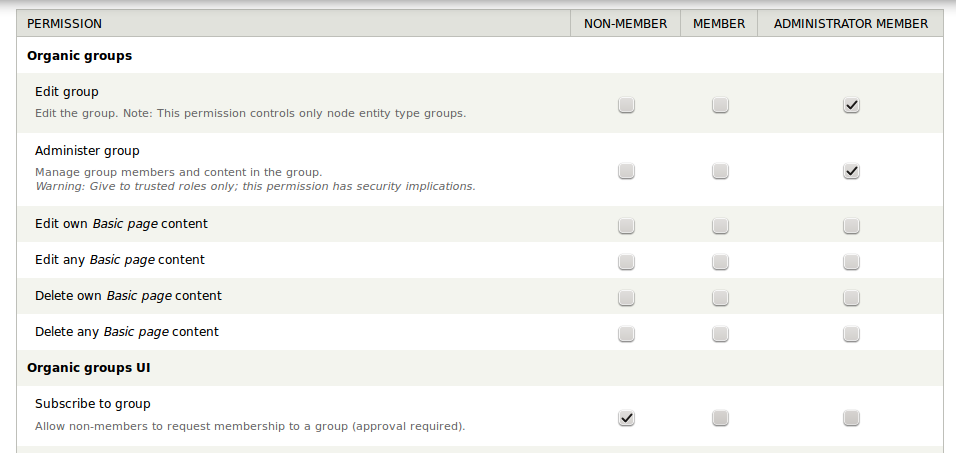 PERMISSION NON-MEMBER MEMBER ADMINISTRATOR MEMBER
Organic groups
Edit group
Edit the group. Note: This permission controls only node entity type groups.
Administer group
Manage group members and content in the group.
Warning: Give to trusted roles only; this permission has security implications.
Edit own Basic page content
Edit any Basic page content
Delete own Basic page content
Delete any Basic page content
Organic groups UI
Subscribe to group
Allow non-members to request membership to a group (approval required).